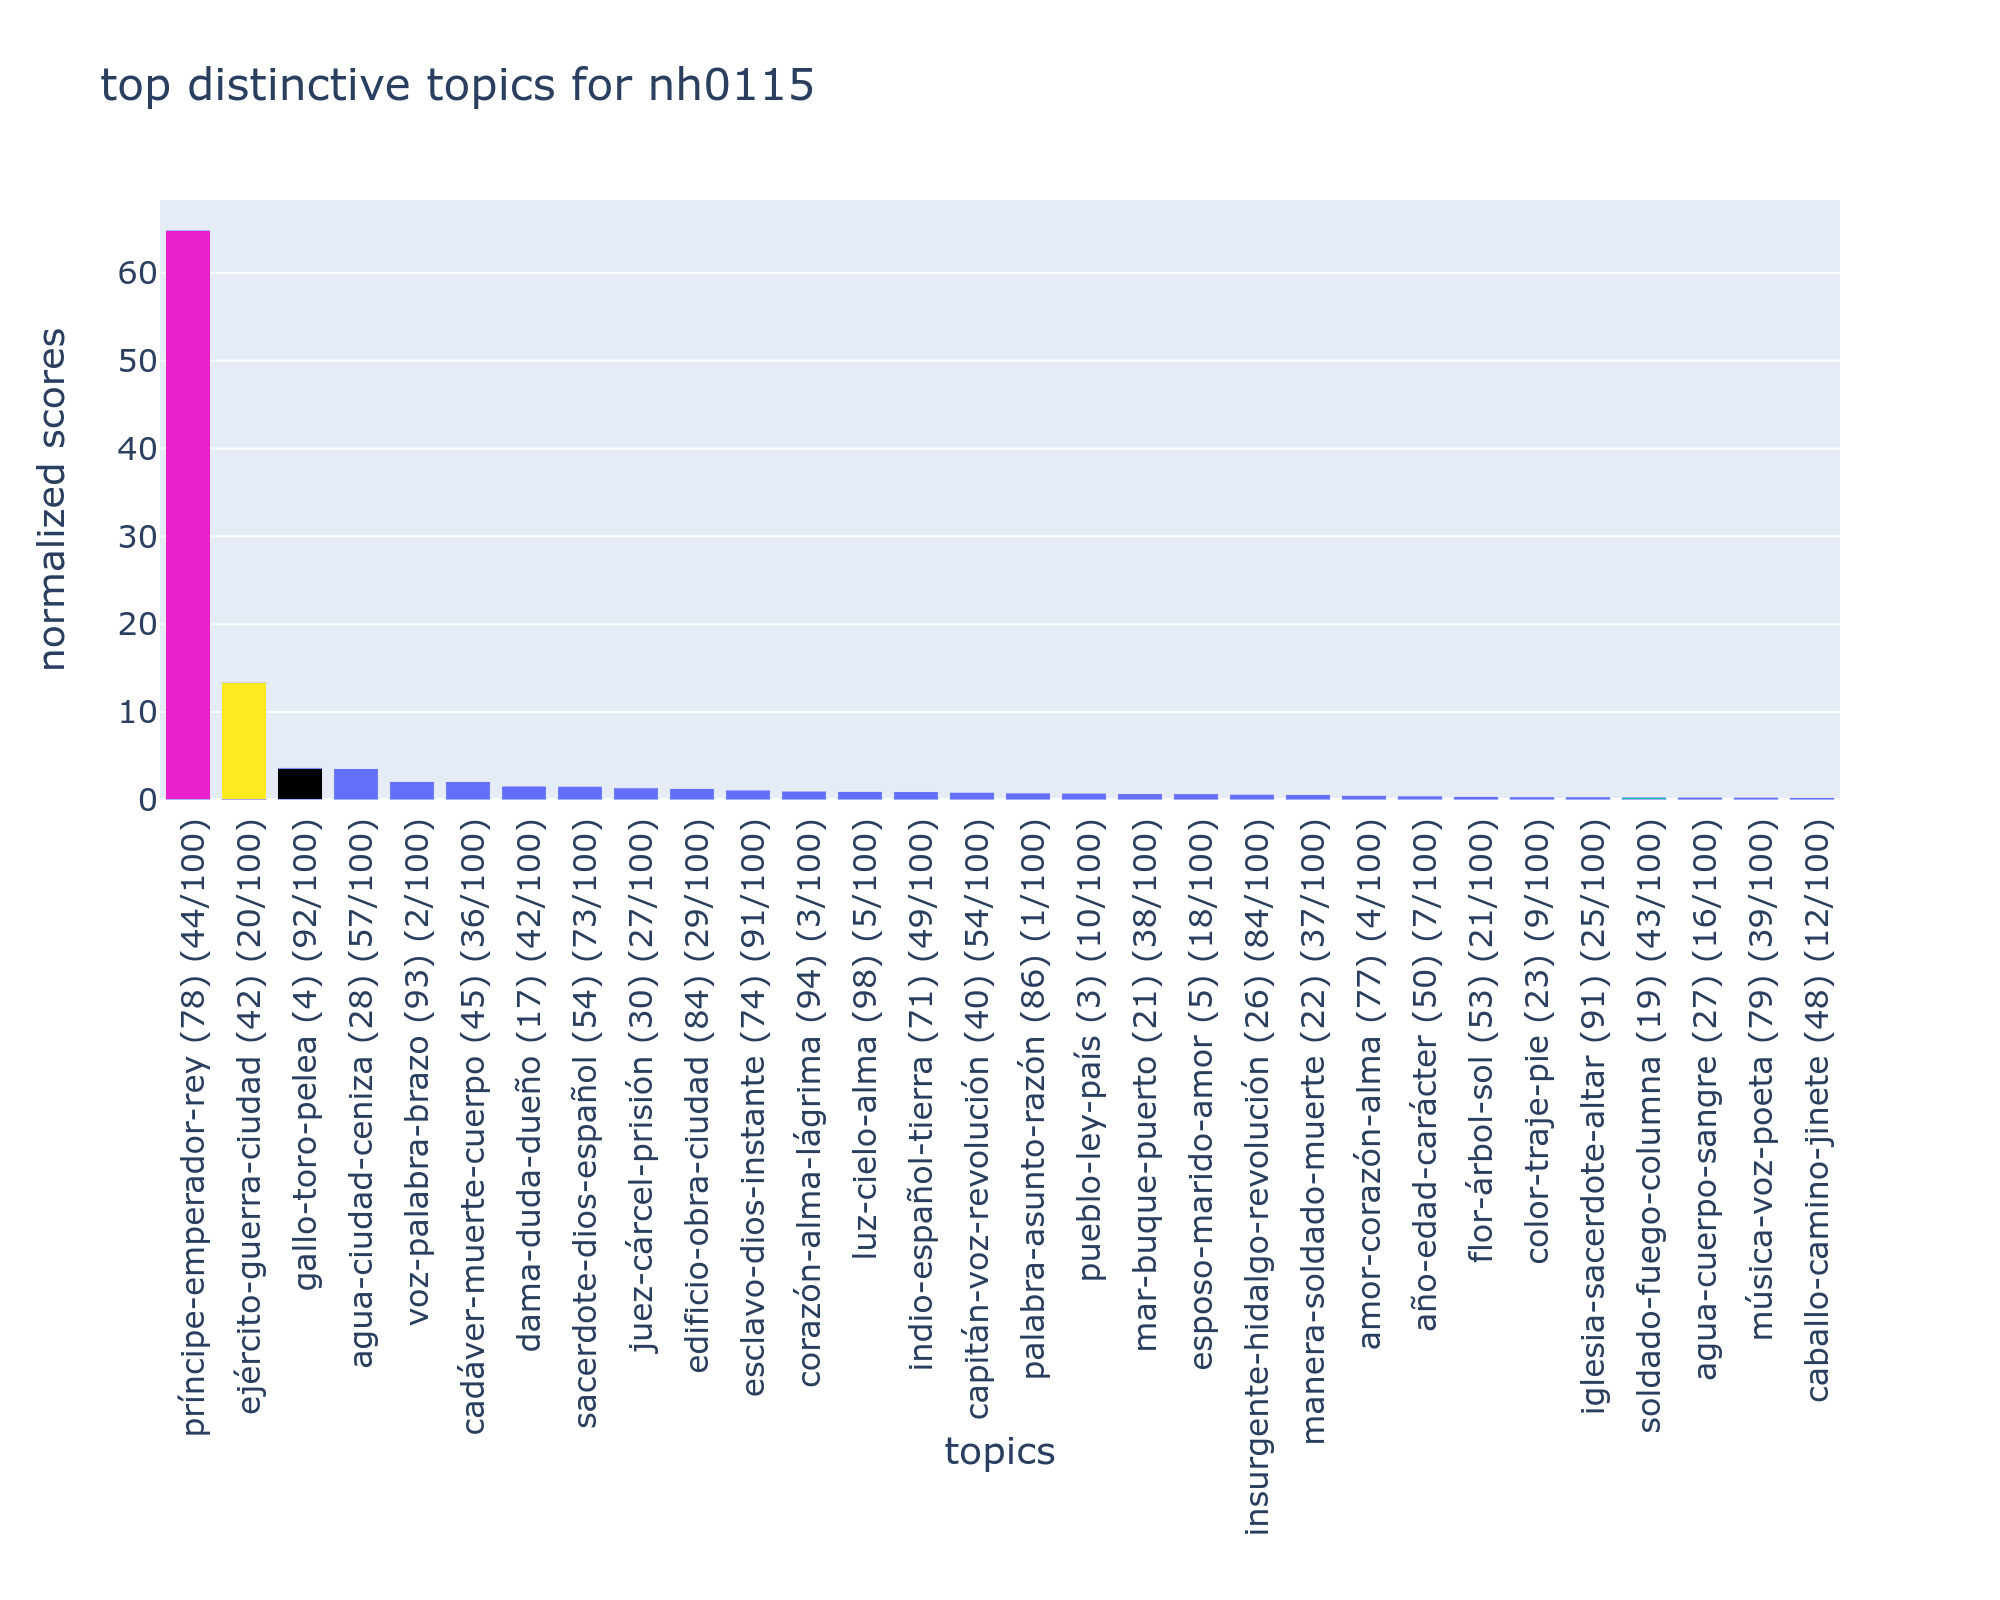 top distinctive topics for nh0115
normalized scores
60
50
40
30
20
10
0
príncipe-emperador-rey (78) (44/100)
ejército-guerra-ciudad (42) (20/100)
gallo-toro-pelea (4) (92/100)
agua-ciudad-ceniza (28) (57/100)
voz-palabra-brazo (93) (2/100)
cadáver-muerte-cuerpo (45) (36/100)
dama-duda-dueño (17) (42/100)
sacerdote-dios-español (54) (73/100)
juez-cárcel-prisión (30) (27/100)
edificio-obra-ciudad (84) (29/100)
esclavo-dios-instante (74) (91/100)
corazón-alma-lágrima (94) (3/100)
luz-cielo-alma (98) (5/100)
indio-español-tierra (71) (49/100)
capitán-voz-revolución (40) (54/100)
palabra-asunto-razón (86) (1/100)
pueblo-ley-país (3) (10/100)
mar-buque-puerto (21) (38/100)
esposo-marido-amor (5) (18/100)
insurgente-hidalgo-revolución (26) (84/100)
manera-soldado-muerte (22) (37/100)
amor-corazón-alma (77) (4/100)
año-edad-carácter (50) (7/100)
flor-árbol-sol (53) (21/100)
color-traje-pie (23) (9/100)
iglesia-sacerdote-altar (91) (25/100)
soldado-fuego-columna (19) (43/100)
agua-cuerpo-sangre (27) (16/100)
música-voz-poeta (79) (39/100)
caballo-camino-jinete (48) (12/100)
topics